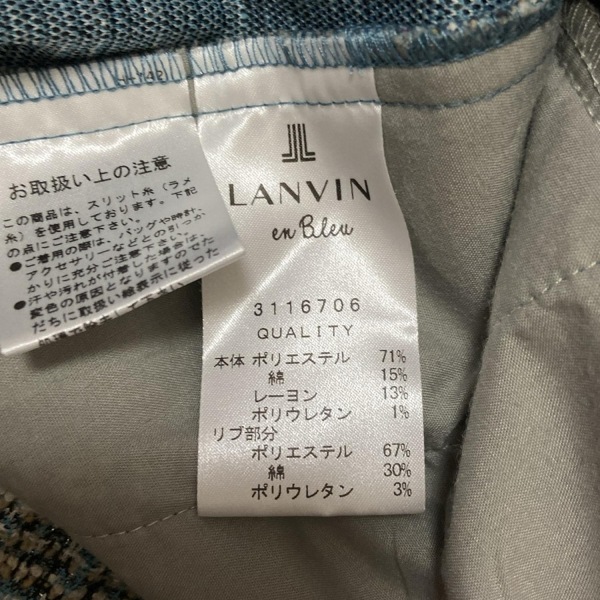 お取扱い上の注意
この商品は、スリット糸(ラメ
糸)を使用しております。下記
の点にご注意下さい。
●ご着用の際は、バッグや時計、
アクセサリーなどとの引っか
かりに充分ご注意下さい。
●汗や汚れが付着した場合は、
変色の原因となりますのでた
だちに取扱い絵表示に従った
LANVIN
en Bleu
3116706
QUALITY
本体 ポリエステル 71%
綿 15%
レーヨン 13%
ポリウレタン 1%
リブ部分
ポリエステル 67%
綿 30%
ポリウレタン 3%